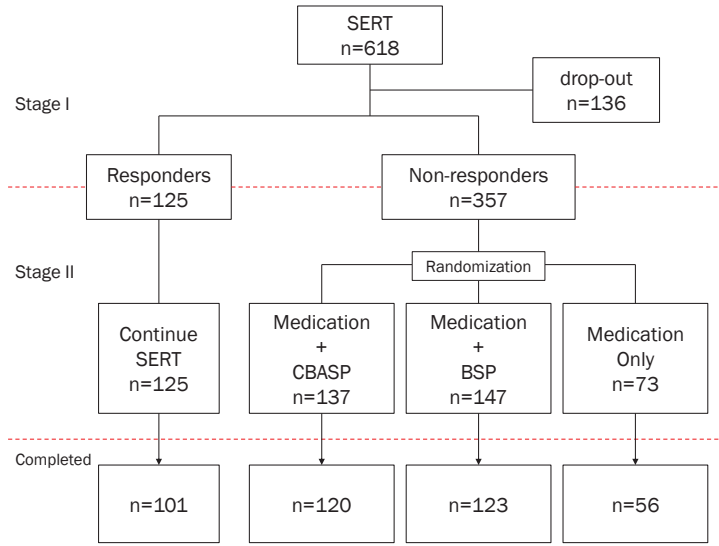 SERT
n=618
drop-out
n=136
Stage I
Responders
n=125
Non-responders
n=357
Randomization
Stage II
Continue
SERT
n=125
Medication
+
CBASP
n=137
Medication
+
BSP
n=147
Medication
Only
n=73
Completed
n=101
n=120
n=123
n=56